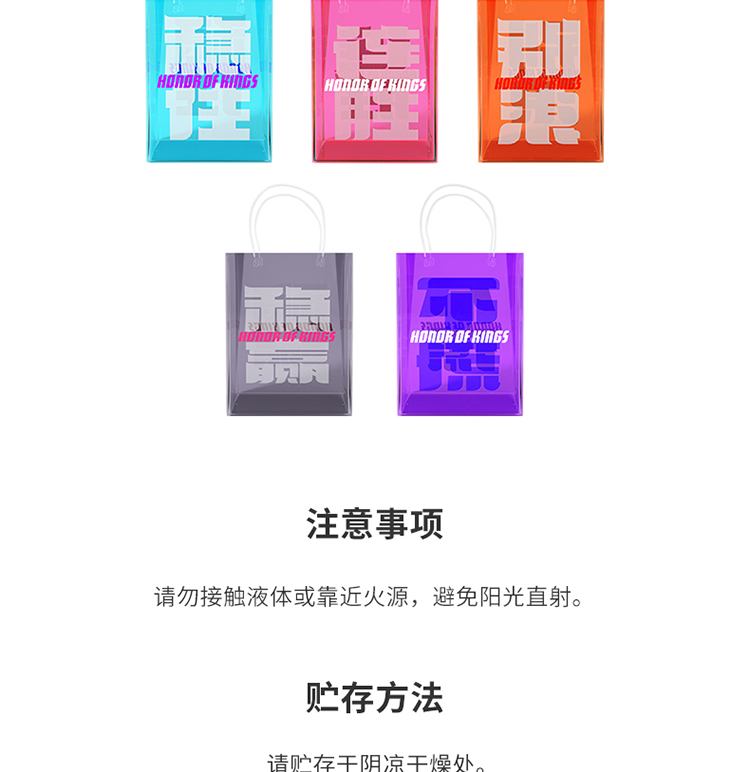 稳住
HONOR OF KINGS
连胜
HONOR OF KINGS
别浪
HONOR OF KINGS
稳赢
HONOR OF KINGS
不熬
HONOR OF KINGS
注意事项
请勿接触液体或靠近火源，避免阳光直射。
贮存方法
请贮存于阴凉干燥处。